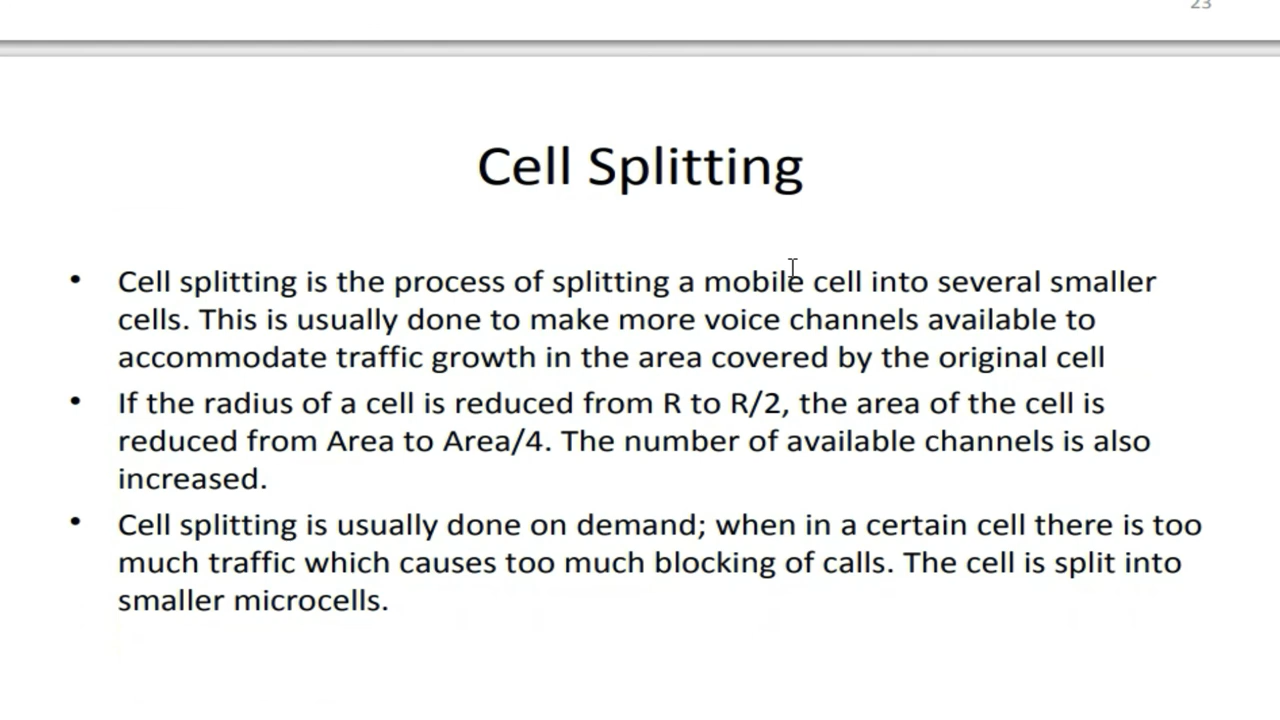 23
Cell Splitting
• Cell splitting is the process of splitting a mobile cell into several smaller
cells. This is usually done to make more voice channels available to
accommodate traffic growth in the area covered by the original cell
• If the radius of a cell is reduced from R to R/2, the area of the cell is
reduced from Area to Area/4. The number of available channels is also
increased.
• Cell splitting is usually done on demand; when in a certain cell there is too
much traffic which causes too much blocking of calls. The cell is split into
smaller microcells.